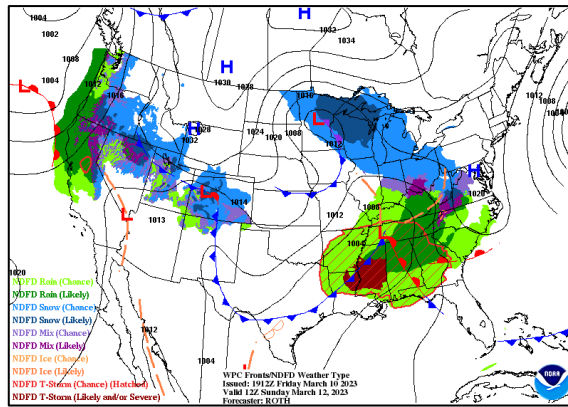 1004
1002
H
1032
1034
1008
H
1030
1028
L
1004
1012
1016
1016
1012
1008
H
1028
1032
1024
1008
1020
L
1012
H
1020
L
1014
L
1013
1012
1008
L
1004
1020
NDFD Rain (Chance)
NDFD Rain (Likely)
NDFD Snow (Chance)
NDFD Snow (Likely)
NDFD Mix (Chance)
NDFD Mix (Likely)
NDFD Ice (Chance)
NDFD Ice (Likely)
NDFD T-Storm (Chance) (Hatched)
NDFD T-Storm (Likely and/or Severe)
1012
1004
WPC Fronts/NDFD Weather Type
Issued: 1912Z Friday March 10 2023
Valid 12Z Sunday March 12, 2023
Forecaster: ROTH
NOAA